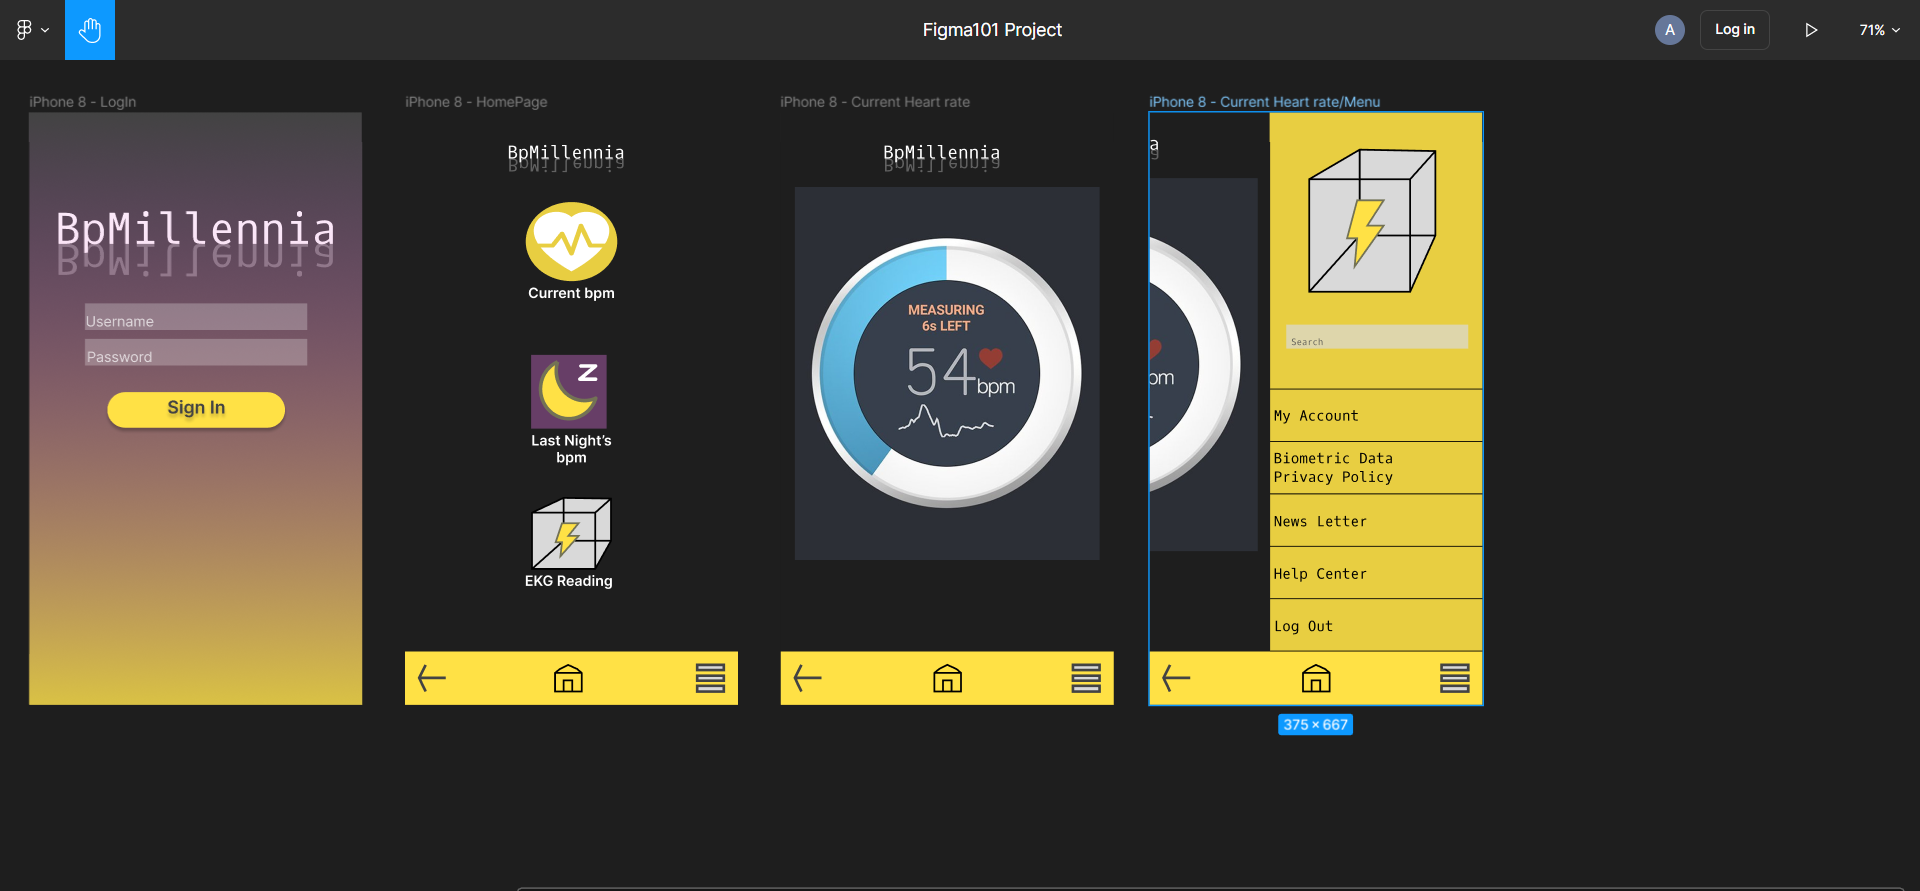 Figma101 Project
A
Log in
71%
iPhone 8 - LogIn
BpMillennia
BpMillennia
Username
Password
Sign In
iPhone 8 - HomePage
BpMillennia
BpMillennia
Current bpm
Z
Last Night's
bpm
EKG Reading
iPhone 8 - Current Heart rate
BpMillennia
BpMillennia
MEASURING
6s LEFT
54
bpm
iPhone 8 - Current Heart rate/Menu
a
a
pm
Search
My Account
Biometric Data
Privacy Policy
News Letter
Help Center
Log Out
375 × 667